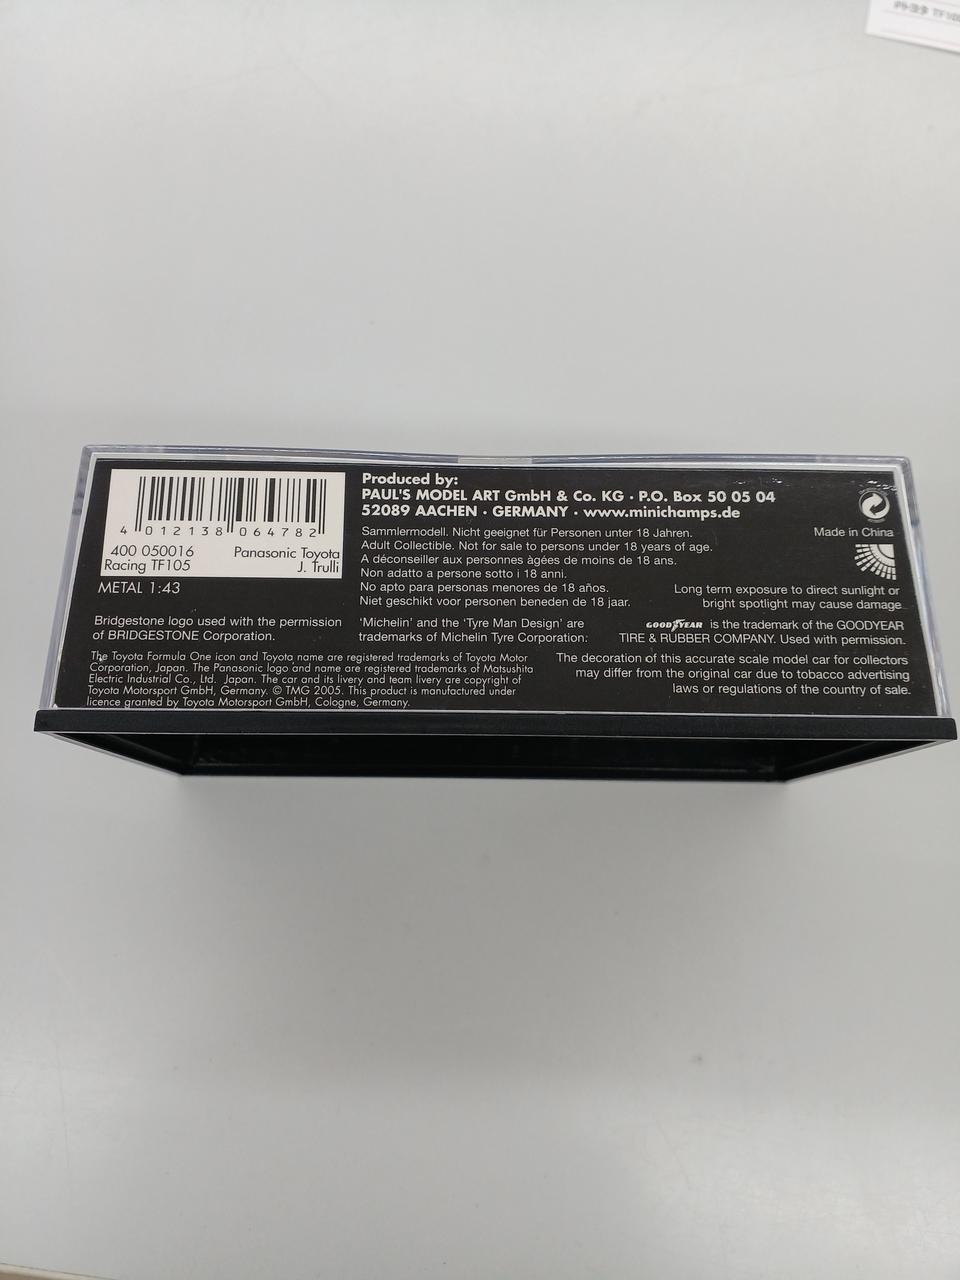 4 012138 064782
400 050016 Panasonic Toyota
Racing TF105 J. Trulli
METAL 1:43
Bridgestone logo used with the permission
of BRIDGESTONE Corporation.
The Toyota Formula One icon and Toyota name are registered trademarks of Toyota Motor
Corporation, Japan. The Panasonic logo and name are registered trademarks of Matsushita
Electric Industrial Co., Ltd. Japan. The car and its livery and team livery are copyright of
Toyota Motorsport GmbH, Germany. © TMG 2005. This product is manufactured under
licence granted by Toyota Motorsport GmbH, Cologne, Germany.
Produced by:
PAUL'S MODEL ART GmbH & Co. KG · P.O. Box 50 05 04
52089 AACHEN · GERMANY · www.minichamps.de
Sammlermodell. Nicht geeignet für Personen unter 18 Jahren.
Adult Collectible. Not for sale to persons under 18 years of age.
A déconseiller aux personnes àgées de moins de 18 ans.
Non adatto a persone sotto i 18 anni.
No apto para personas menores de 18 años.
Niet geschikt voor personen beneden de 18 jaar.
'Michelin' and the 'Tyre Man Design' are
trademarks of Michelin Tyre Corporation:
Made in China
Long term exposure to direct sunlight or
bright spotlight may cause damage
GOODYEAR is the trademark of the GOODYEAR
TIRE & RUBBER COMPANY. Used with permission.
The decoration of this accurate scale model car for collectors
may differ from the original car due to tobacco advertising
laws or regulations of the country of sale.